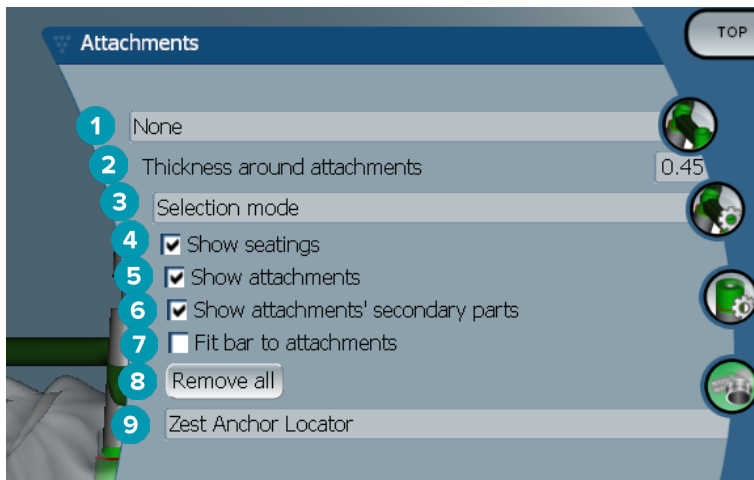 Attachments
TOP
1 None
2 Thickness around attachments 0.45
3 Selection mode
4 Show seatings
5 Show attachments
6 Show attachments' secondary parts
7 Fit bar to attachments
8 Remove all
9 Zest Anchor Locator